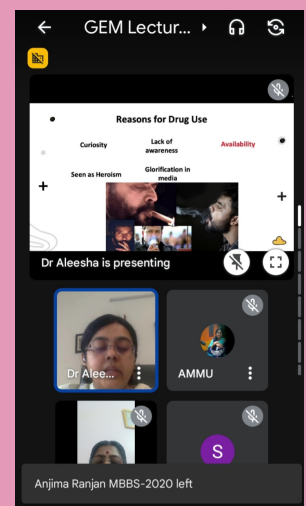 GEM Lectur...
Reasons for Drug Use
Curiosity
Lack of
awareness
Availability
Seen as Heroism
Glorification in
media
Dr Aleesha is presenting
Dr Alee...
AMMU
S
Anjima Ranjan MBBS-2020 left